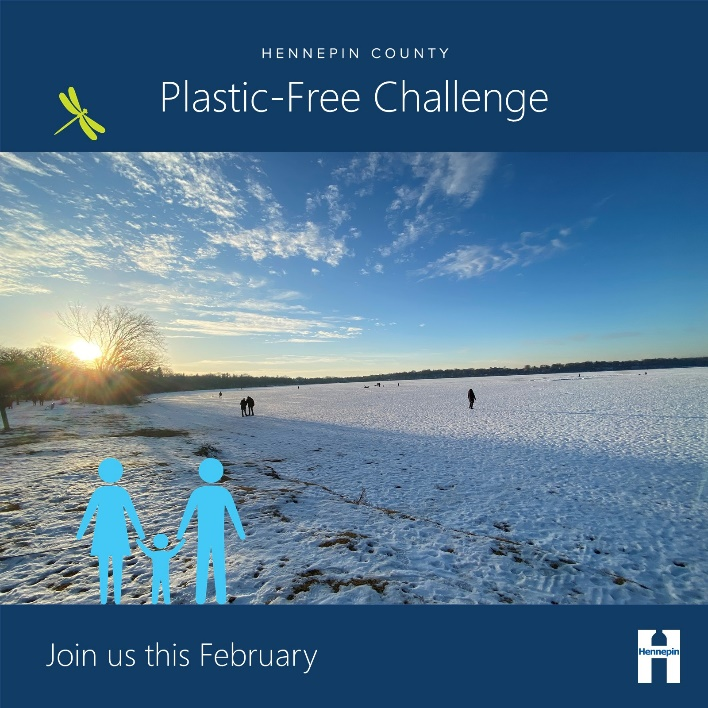 HENNEPIN COUNTY
Plastic-Free Challenge
Join us this February
Hennepin